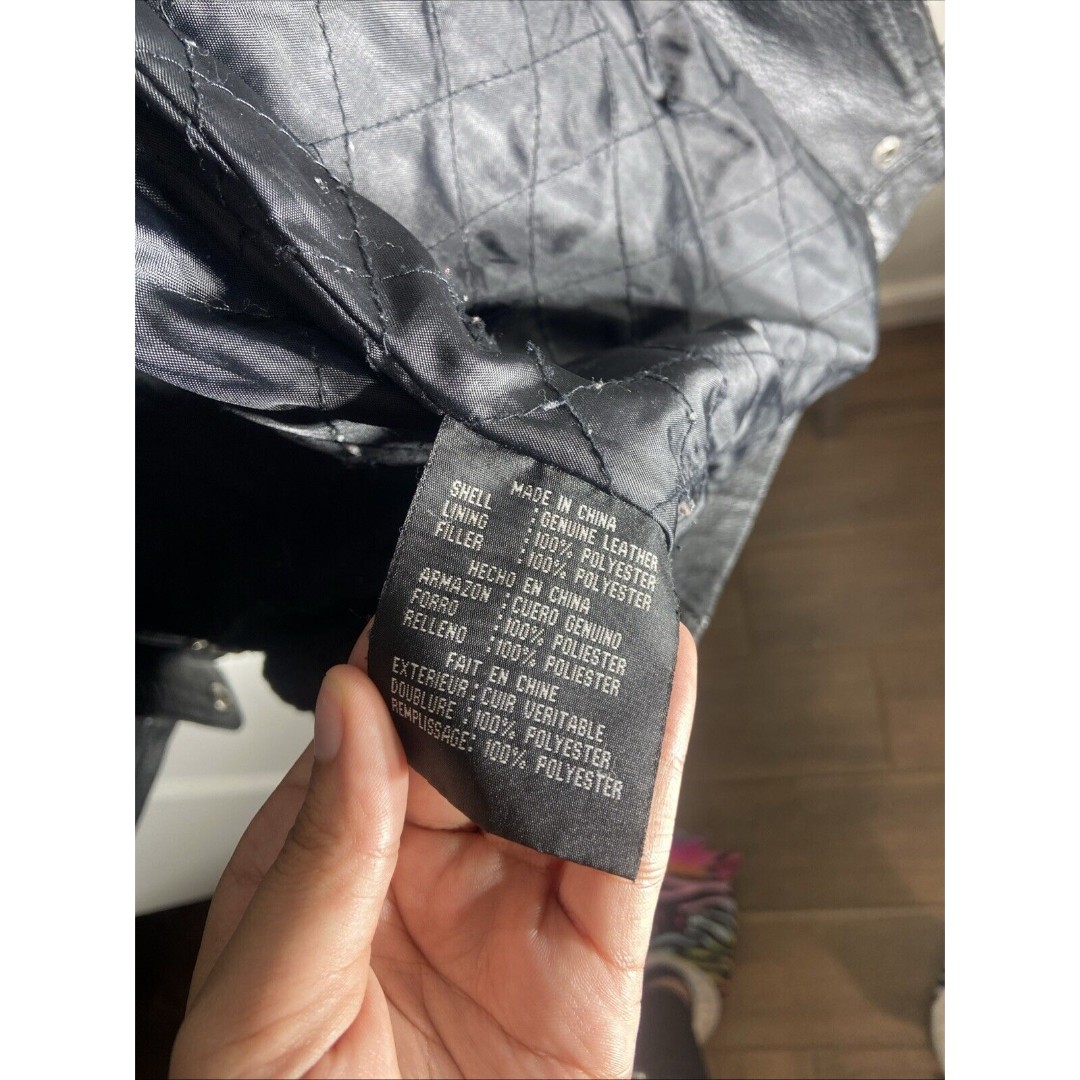 MADE IN CHINA
SHELL : GENUINE LEATHER
LINING : 100% POLYESTER
FILLER : 100% POLYESTER
HECHO EN CHINA
ARMAZON : CUERO GENUINO
FORRO : 100% POLIESTER
RELLENO : 100% POLIESTER
FAIT EN CHINE
EXTERIEUR : CUIR VERITABLE
DOUBLURE : 100% POLYESTER
REMPLISSAGE: 100% POLYESTER